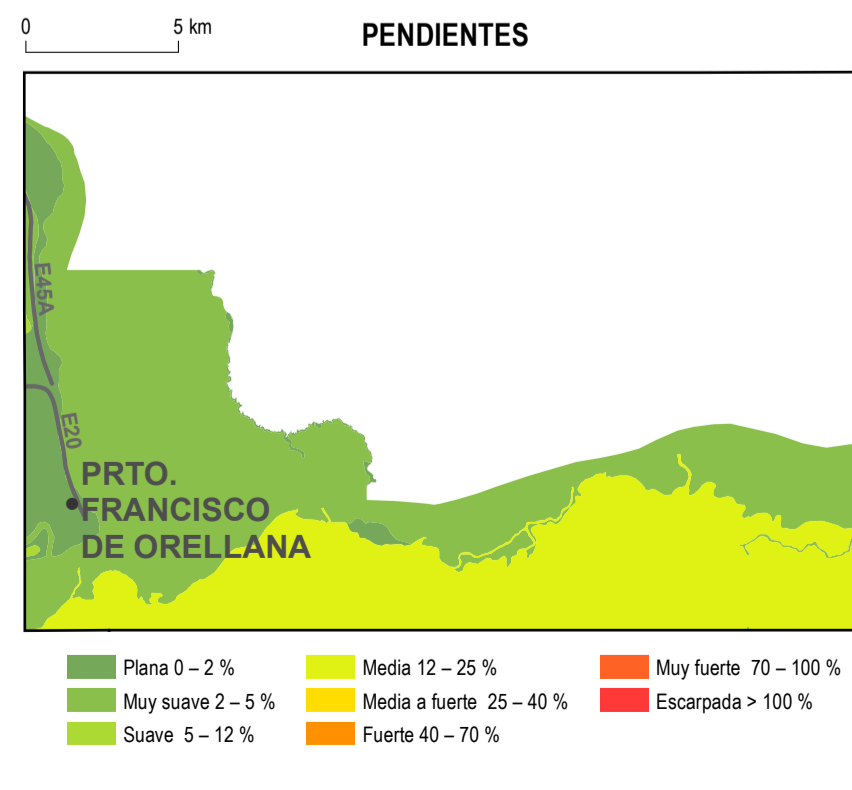 0 5 km
PENDIENTES
E45A
E20
PRTO.
FRANCISCO
DE ORELLANA
Plana 0 – 2 %
Muy suave 2 – 5 %
Suave 5 – 12 %
Media 12 – 25 %
Media a fuerte 25 – 40 %
Fuerte 40 – 70 %
Muy fuerte 70 – 100 %
Escarpada > 100 %